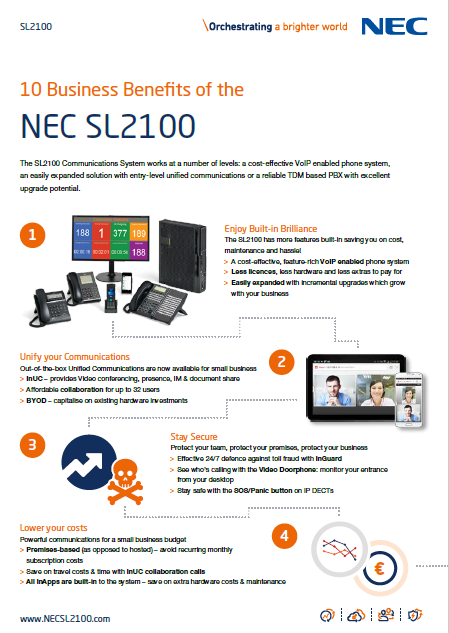 SL2100
\Orchestrating a brighter world NEC
10 Business Benefits of the
NEC SL2100
The SL2100 Communications System works at a number of levels: a cost-effective VoIP enabled phone system,
an easily expanded solution with entry-level unified communications or a reliable TDM based PBX with excellent
upgrade potential.
1
188 1 377 189
188
Enjoy Built-in Brilliance
The SL2100 has more features built-in saving you on cost,
maintenance and hassle!
> A cost-effective, feature-rich VoIP enabled phone system
> Less licences, less hardware and less extras to pay for
> Easily expanded with incremental upgrades which grow
with your business
Unify your Communications
Out-of-the-box Unified Communications are now available for small business
> InUC – provides Video conferencing, presence, IM & document share
> Affordable collaboration for up to 32 users
> BYOD – capitalise on existing hardware investments
2
3
Stay Secure
Protect your team, protect your premises, protect your business
> Effective 24/7 defence against toll fraud with InGuard
> See who's calling with the Video Doorphone: monitor your entrance
from your desktop
> Stay safe with the SOS/Panic button on IP DECTs
Lower your costs
Powerful communications for a small business budget
> Premises-based (as opposed to hosted) – avoid recurring monthly
subscription costs
> Save on travel costs & time with InUC collaboration calls
> All InApps are built-in to the system – save on extra hardware costs & maintenance
4
€
www.NECSL2100.com